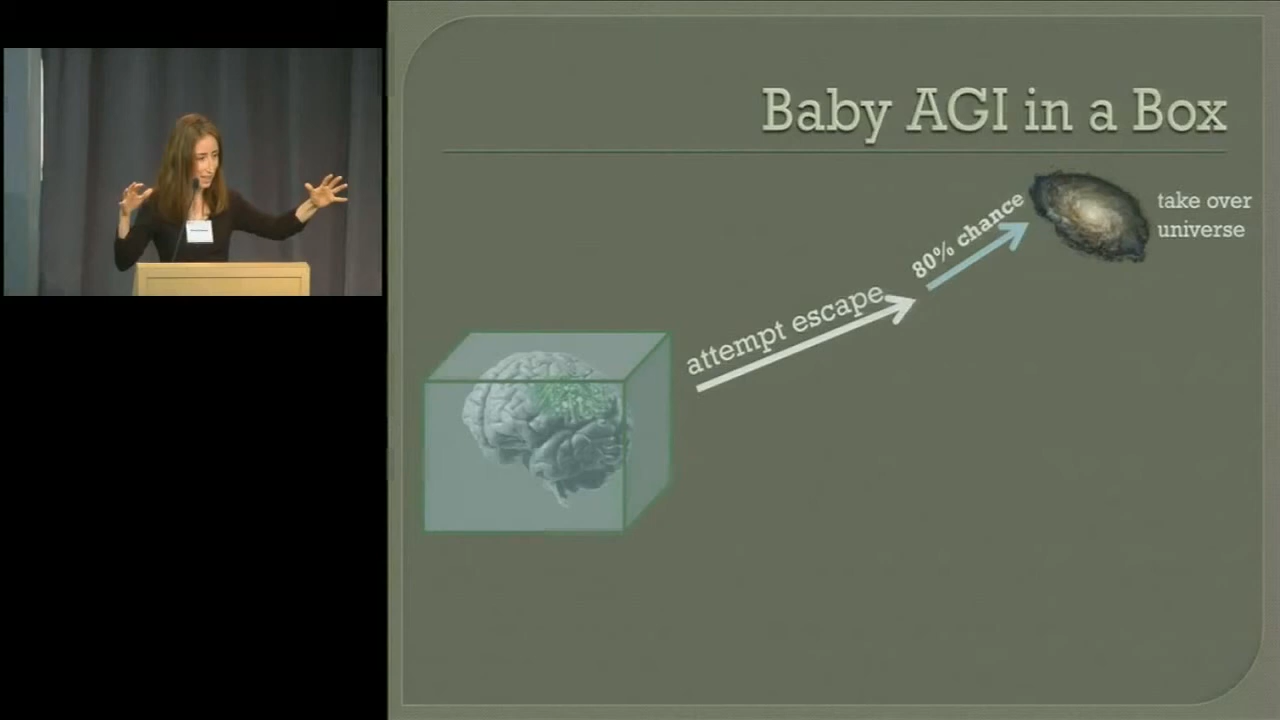 Baby AGI in a Box
attempt escape
80% chance
take over
universe